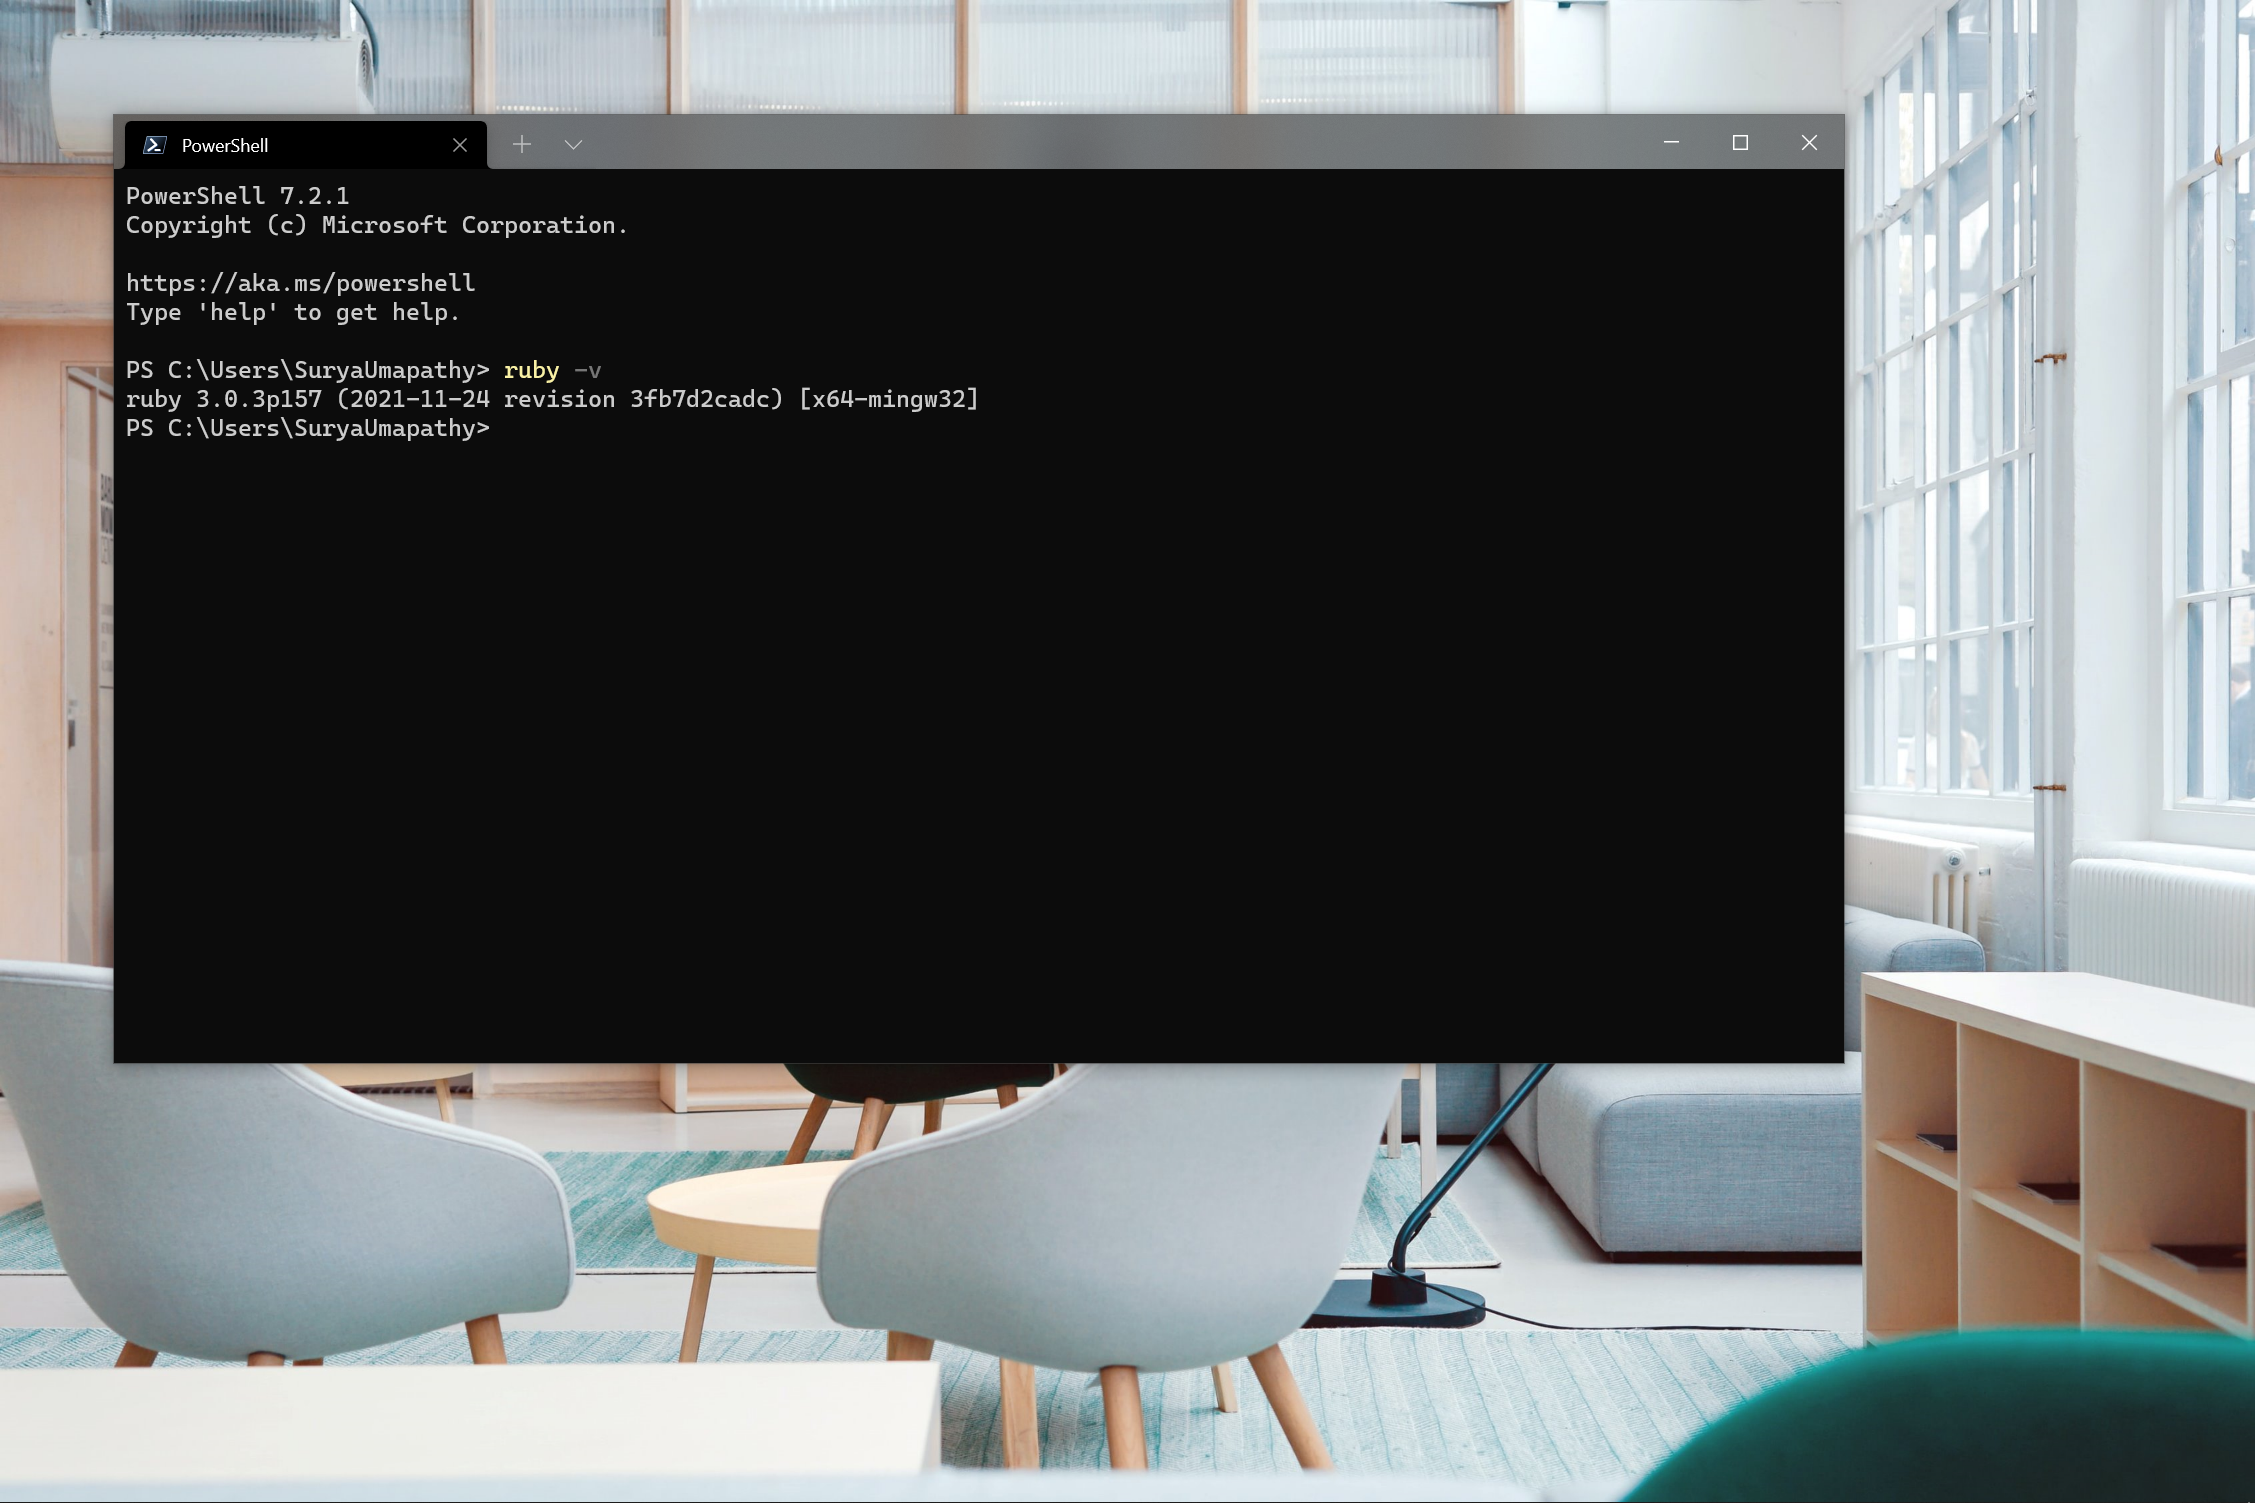 PowerShell
PowerShell 7.2.1
Copyright (c) Microsoft Corporation.
https://aka.ms/powershell
Type 'help' to get help.
PS C:\Users\SuryaUmapathy> ruby -v
ruby 3.0.3p157 (2021-11-24 revision 3fb7d2cadc) [x64-mingw32]
PS C:\Users\SuryaUmapathy>